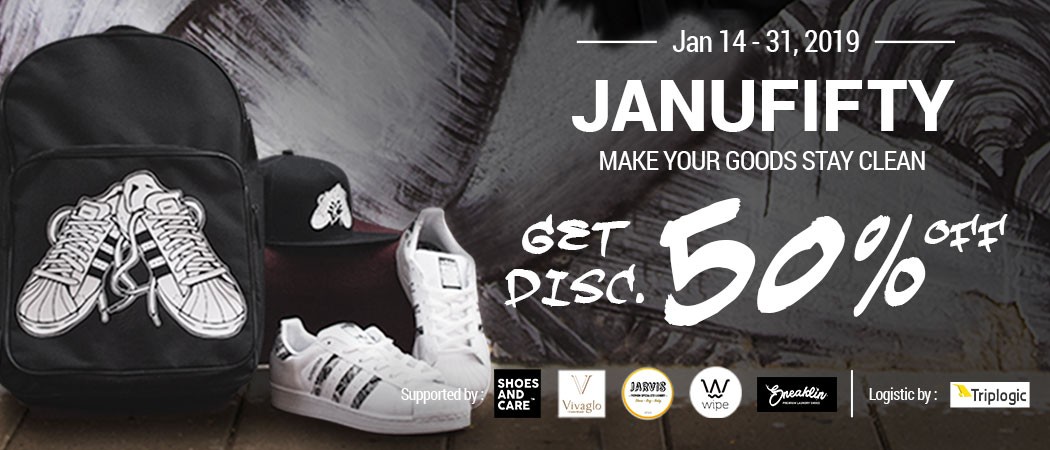 Jan 14 - 31, 2019
JANUFIFTY
MAKE YOUR GOODS STAY CLEAN
GET
DISC. 50% OFF
Supported by :
SHOES
AND
CARE
Vivaglo
JARVIS
wipe
Sneaklin
Logistic by :
Triplogic